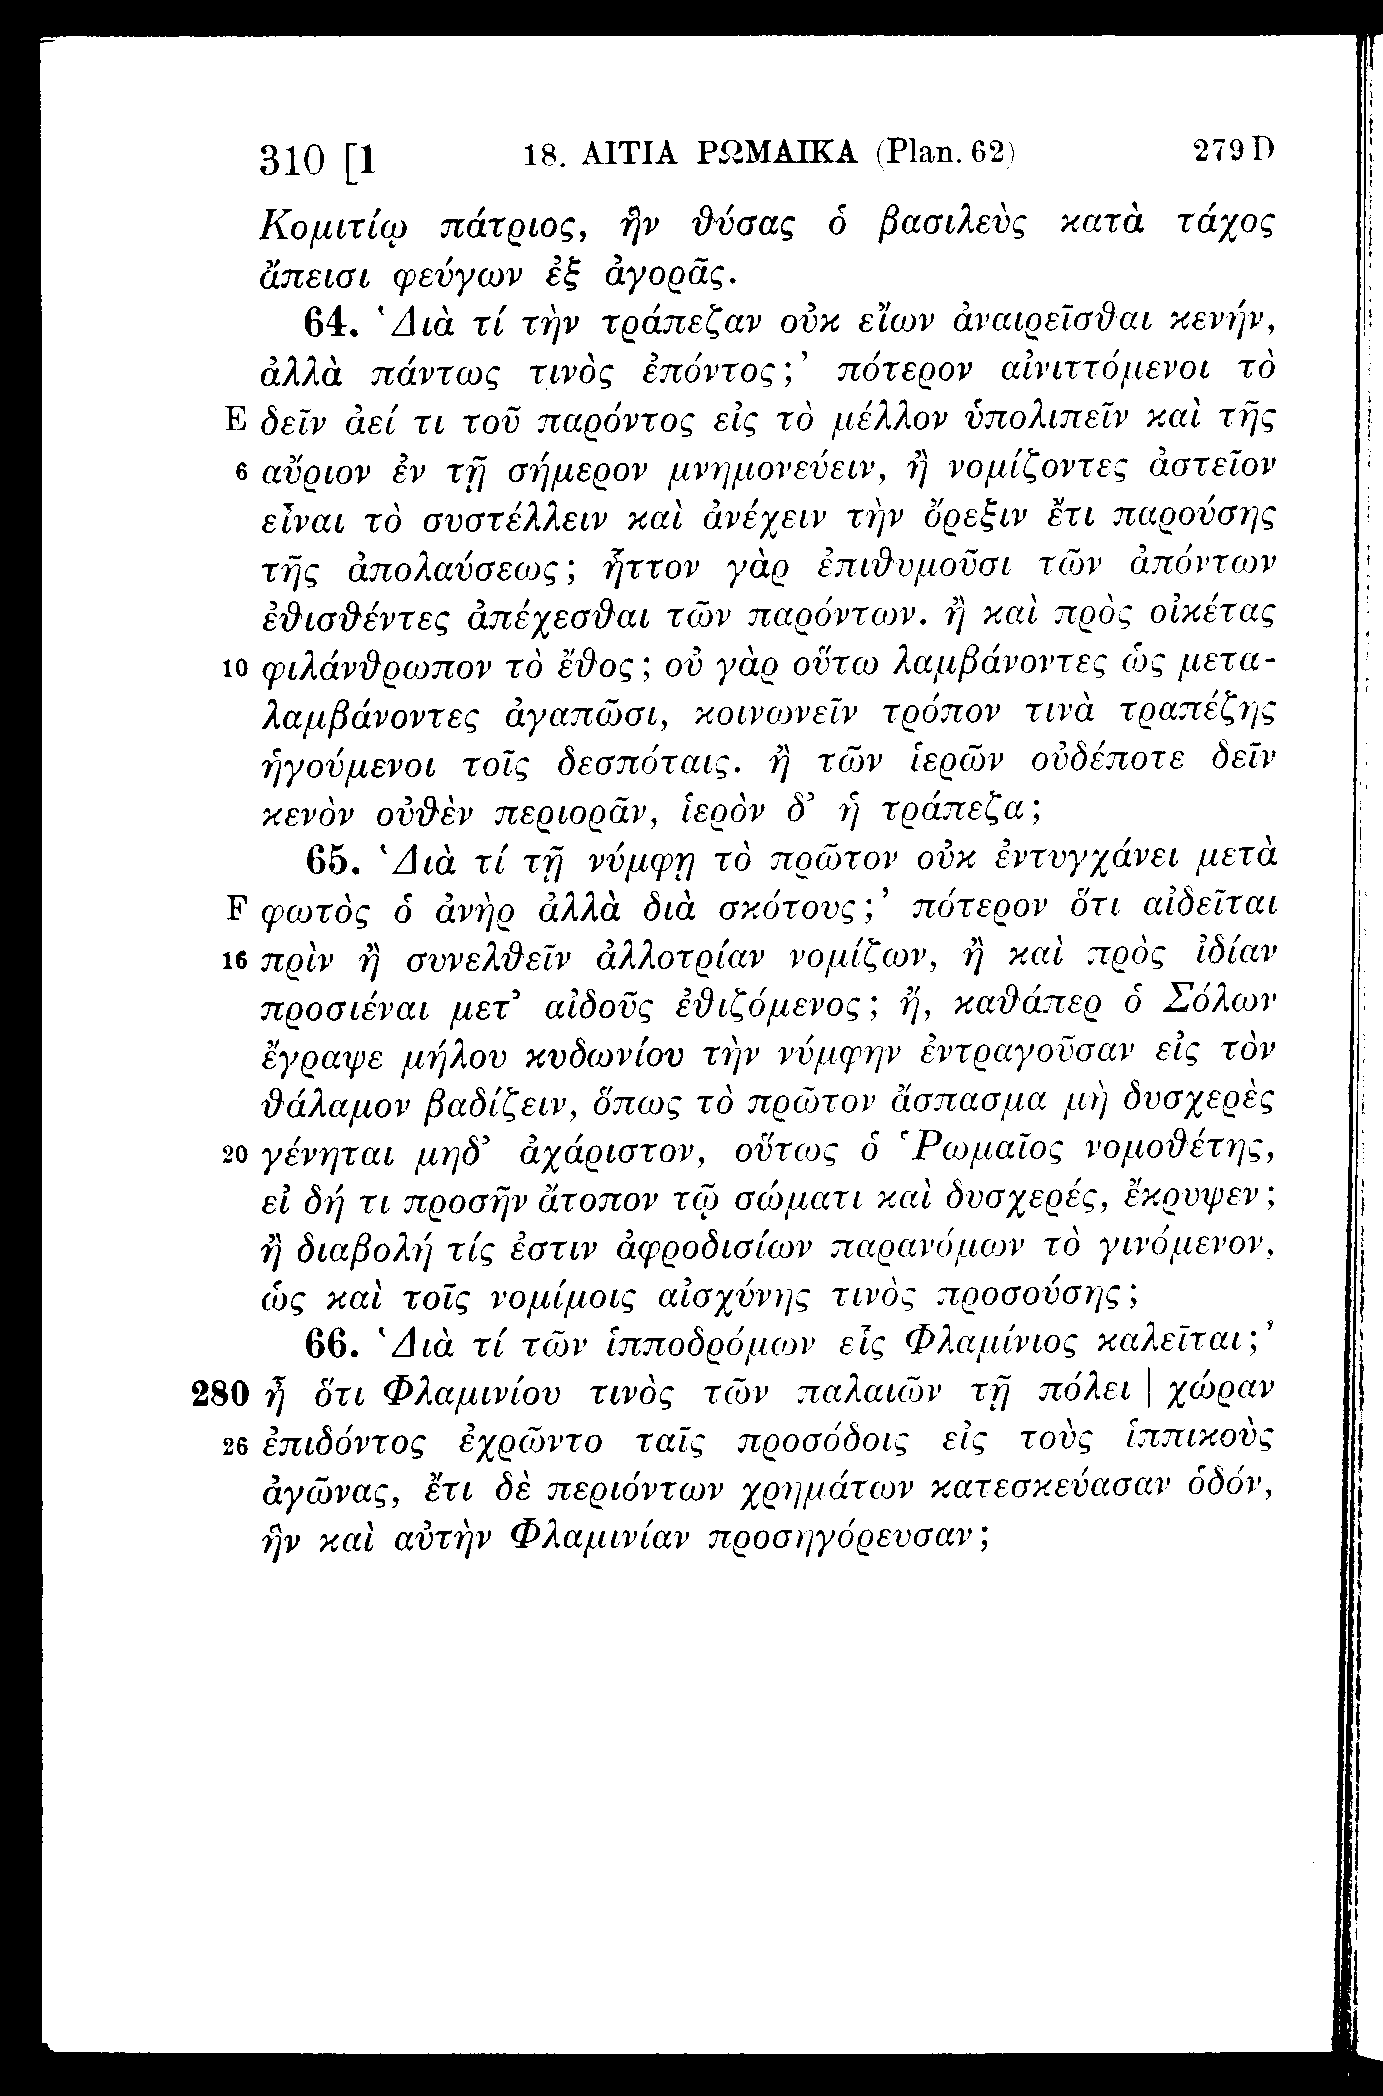 310 [1 18. ΑΙΤΙΑ ΡΩΜΑΙΚΑ (Plan. 62) 279 D
Κομιτίῳ πάτριος, ἣν θύσας ὁ βασιλεὺς κατὰ τάχος
ἄπεισι φεύγων ἐξ ἀγορᾶς.
64. ‘Διὰ τί τὴν τράπεζαν οὐκ εἴων ἀναιρεῖσθαι κενήν,
ἀλλὰ πάντως τινὸς ἐπόντος;’ πότερον αἰνιττόμενοι τὸ
E δεῖν ἀεί τι τοῦ παρόντος εἰς τὸ μέλλον ὑπολιπεῖν καὶ τῆς
6 αὔριον ἐν τῇ σήμερον μνημονεύειν, ἢ νομίζοντες ἀστεῖον
εἶναι τὸ συστέλλειν καὶ ἀνέχειν τὴν ὄρεξιν ἔτι παρούσης
τῆς ἀπολαύσεως; ἧττον γὰρ ἐπιθυμοῦσι τῶν ἀπόντων
ἐθισθέντες ἀπέχεσθαι τῶν παρόντων. ἢ καὶ πρὸς οἰκέτας
10 φιλάνθρωπον τὸ ἔθος; οὐ γὰρ οὕτω λαμβάνοντες ὡς μετα-
λαμβάνοντες ἀγαπῶσι, κοινωνεῖν τρόπον τινὰ τραπέζης
ἡγούμενοι τοῖς δεσπόταις. ἢ τῶν ἱερῶν οὐδέποτε δεῖν
κενὸν οὐθὲν περιορᾶν, ἱερὸν δ’ ἡ τράπεζα;
65. ‘Διὰ τί τῇ νύμφῃ τὸ πρῶτον οὐκ ἐντυγχάνει μετὰ
F φωτὸς ὁ ἀνὴρ ἀλλὰ διὰ σκότους;’ πότερον ὅτι αἰδεῖται
16 πρὶν ἢ συνελθεῖν ἀλλοτρίαν νομίζων, ἢ καὶ πρὸς ἰδίαν
προσιέναι μετ’ αἰδοῦς ἐθιζόμενος; ἤ, καθάπερ ὁ Σόλων
ἔγραψε μήλου κυδωνίου τὴν νύμφην ἐντραγοῦσαν εἰς τὸν
θάλαμον βαδίζειν, ὅπως τὸ πρῶτον ἄσπασμα μὴ δυσχερὲς
20 γένηται μηδ’ ἀχάριστον, οὕτως ὁ Ῥωμαῖος νομοθέτης,
εἰ δή τι προσῆν ἄτοπον τῷ σώματι καὶ δυσχερές, ἔκρυψεν;
ἢ διαβολή τίς ἐστιν ἀφροδισίων παρανόμων τὸ γινόμενον,
ὡς καὶ τοῖς νομίμοις αἰσχύνης τινὸς προσούσης;
66. ‘Διὰ τί τῶν ἱπποδρόμων εἷς Φλαμίνιος καλεῖται;’
280 ἦ ὅτι Φλαμινίου τινὸς τῶν παλαιῶν τῇ πόλει | χώραν
26 ἐπιδόντος ἐχρῶντο ταῖς προσόδοις εἰς τοὺς ἱππικοὺς
ἀγῶνας, ἔτι δὲ περιόντων χρημάτων κατεσκεύασαν ὁδόν,
ἣν καὶ αὐτὴν Φλαμινίαν προσηγόρευσαν;